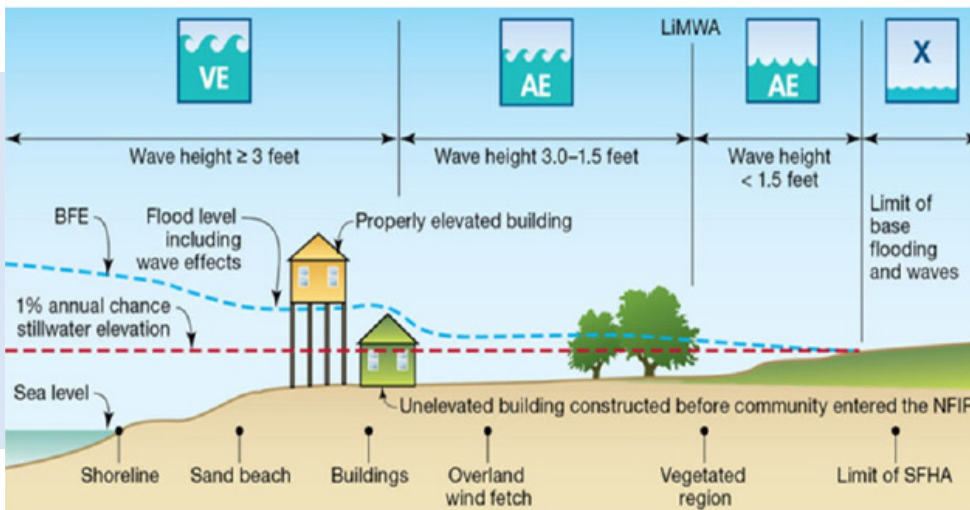 LiMWA
VE
AE
AE
X
Wave height ≥ 3 feet
Wave height 3.0–1.5 feet
Wave height
< 1.5 feet
BFE
Flood level
including
wave effects
Properly elevated building
Limit of
base
flooding
and waves
1% annual chance
stillwater elevation
Sea level
Unelevated building constructed before community entered the NFIP
Shoreline
Sand beach
Buildings
Overland
wind fetch
Vegetated
region
Limit of SFHA